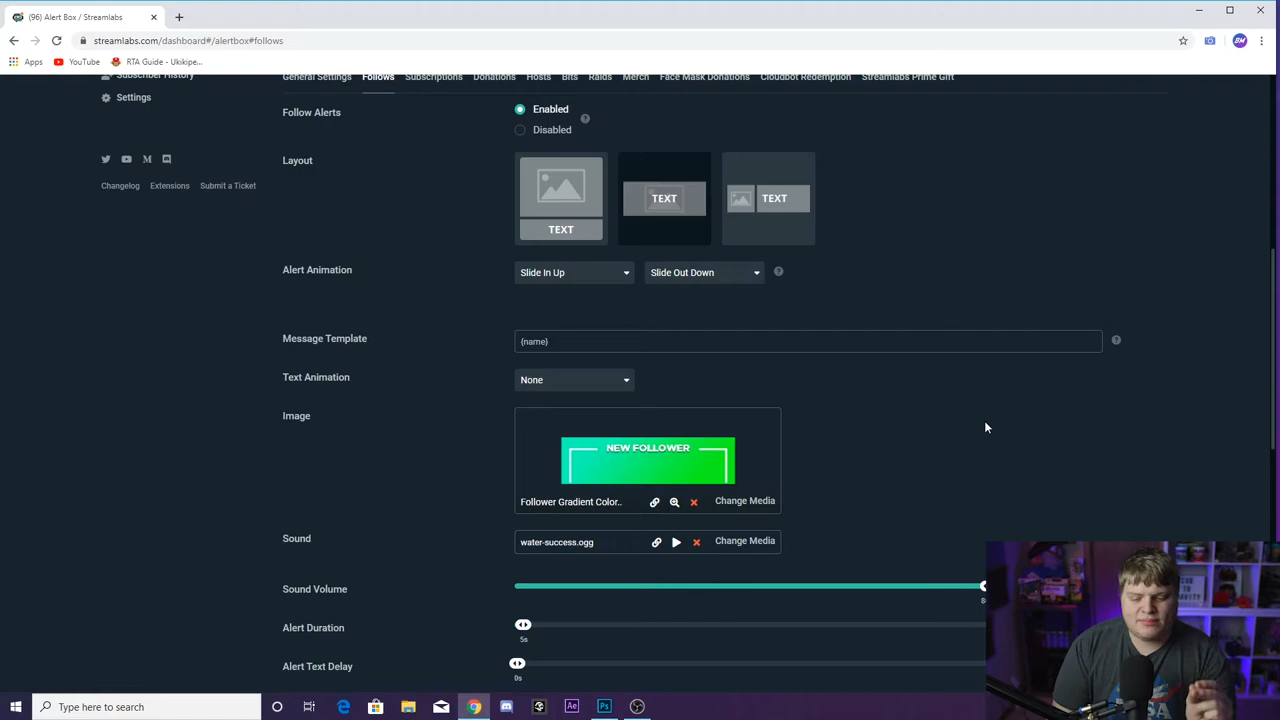 (96) Alert Box / Streamlabs
streamlabs.com/dashboard#/alertbox#follows
BM
Apps
YouTube
RTA Guide - Ukikipe...
Subscriber History
Settings
Changelog
Extensions
Submit a Ticket
General Settings
Follows
Subscriptions
Donations
Hosts
Bits
Raids
Merch
Face Mask Donations
Cloudbot Redemption
Streamlabs Prime Gift
Follow Alerts
Enabled
Disabled
Layout
TEXT
TEXT
TEXT
Alert Animation
Slide In Up
Slide Out Down
Message Template
{name}
Text Animation
None
Image
NEW FOLLOWER
Follower Gradient Color..
Change Media
Sound
water-success.ogg
Change Media
Sound Volume
Alert Duration
5s
Alert Text Delay
0s
Type here to search
Ae
Ps